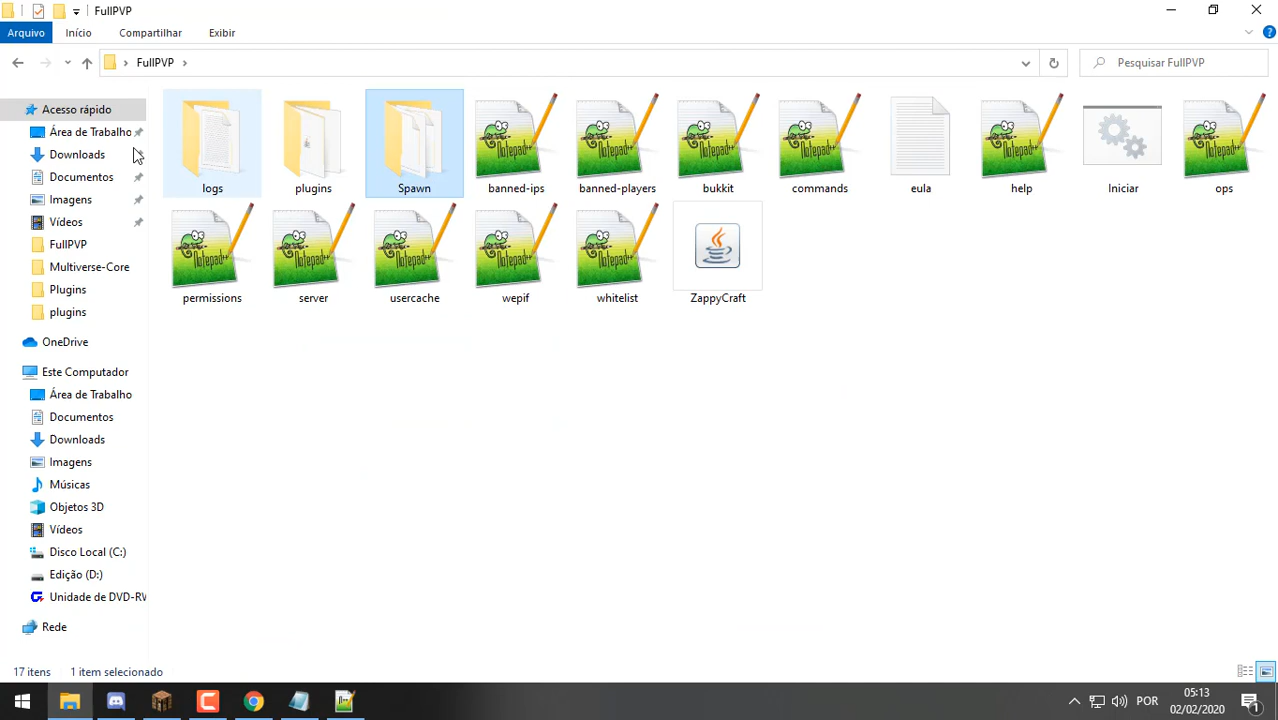 FullPVP
Arquivo Início Compartilhar Exibir
FullPVP
Pesquisar FullPVP
Acesso rápido
Área de Trabalho
Downloads
Documentos
Imagens
Vídeos
FullPVP
Multiverse-Core
Plugins
plugins
OneDrive
Este Computador
Área de Trabalho
Documentos
Downloads
Imagens
Músicas
Objetos 3D
Vídeos
Disco Local (C:)
Edição (D:)
Unidade de DVD-RW
Rede
logs plugins Spawn banned-ips banned-players bukkit commands eula help Iniciar ops
permissions server usercache wepif whitelist ZappyCraft
17 itens 1 item selecionado
POR
05:13
02/02/2020
1